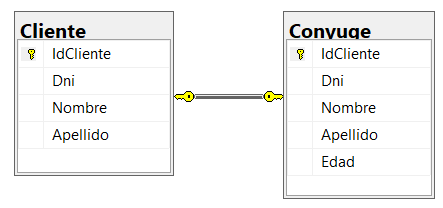 Cliente
IdCliente
Dni
Nombre
Apellido
Conyuge
IdCliente
Dni
Nombre
Apellido
Edad